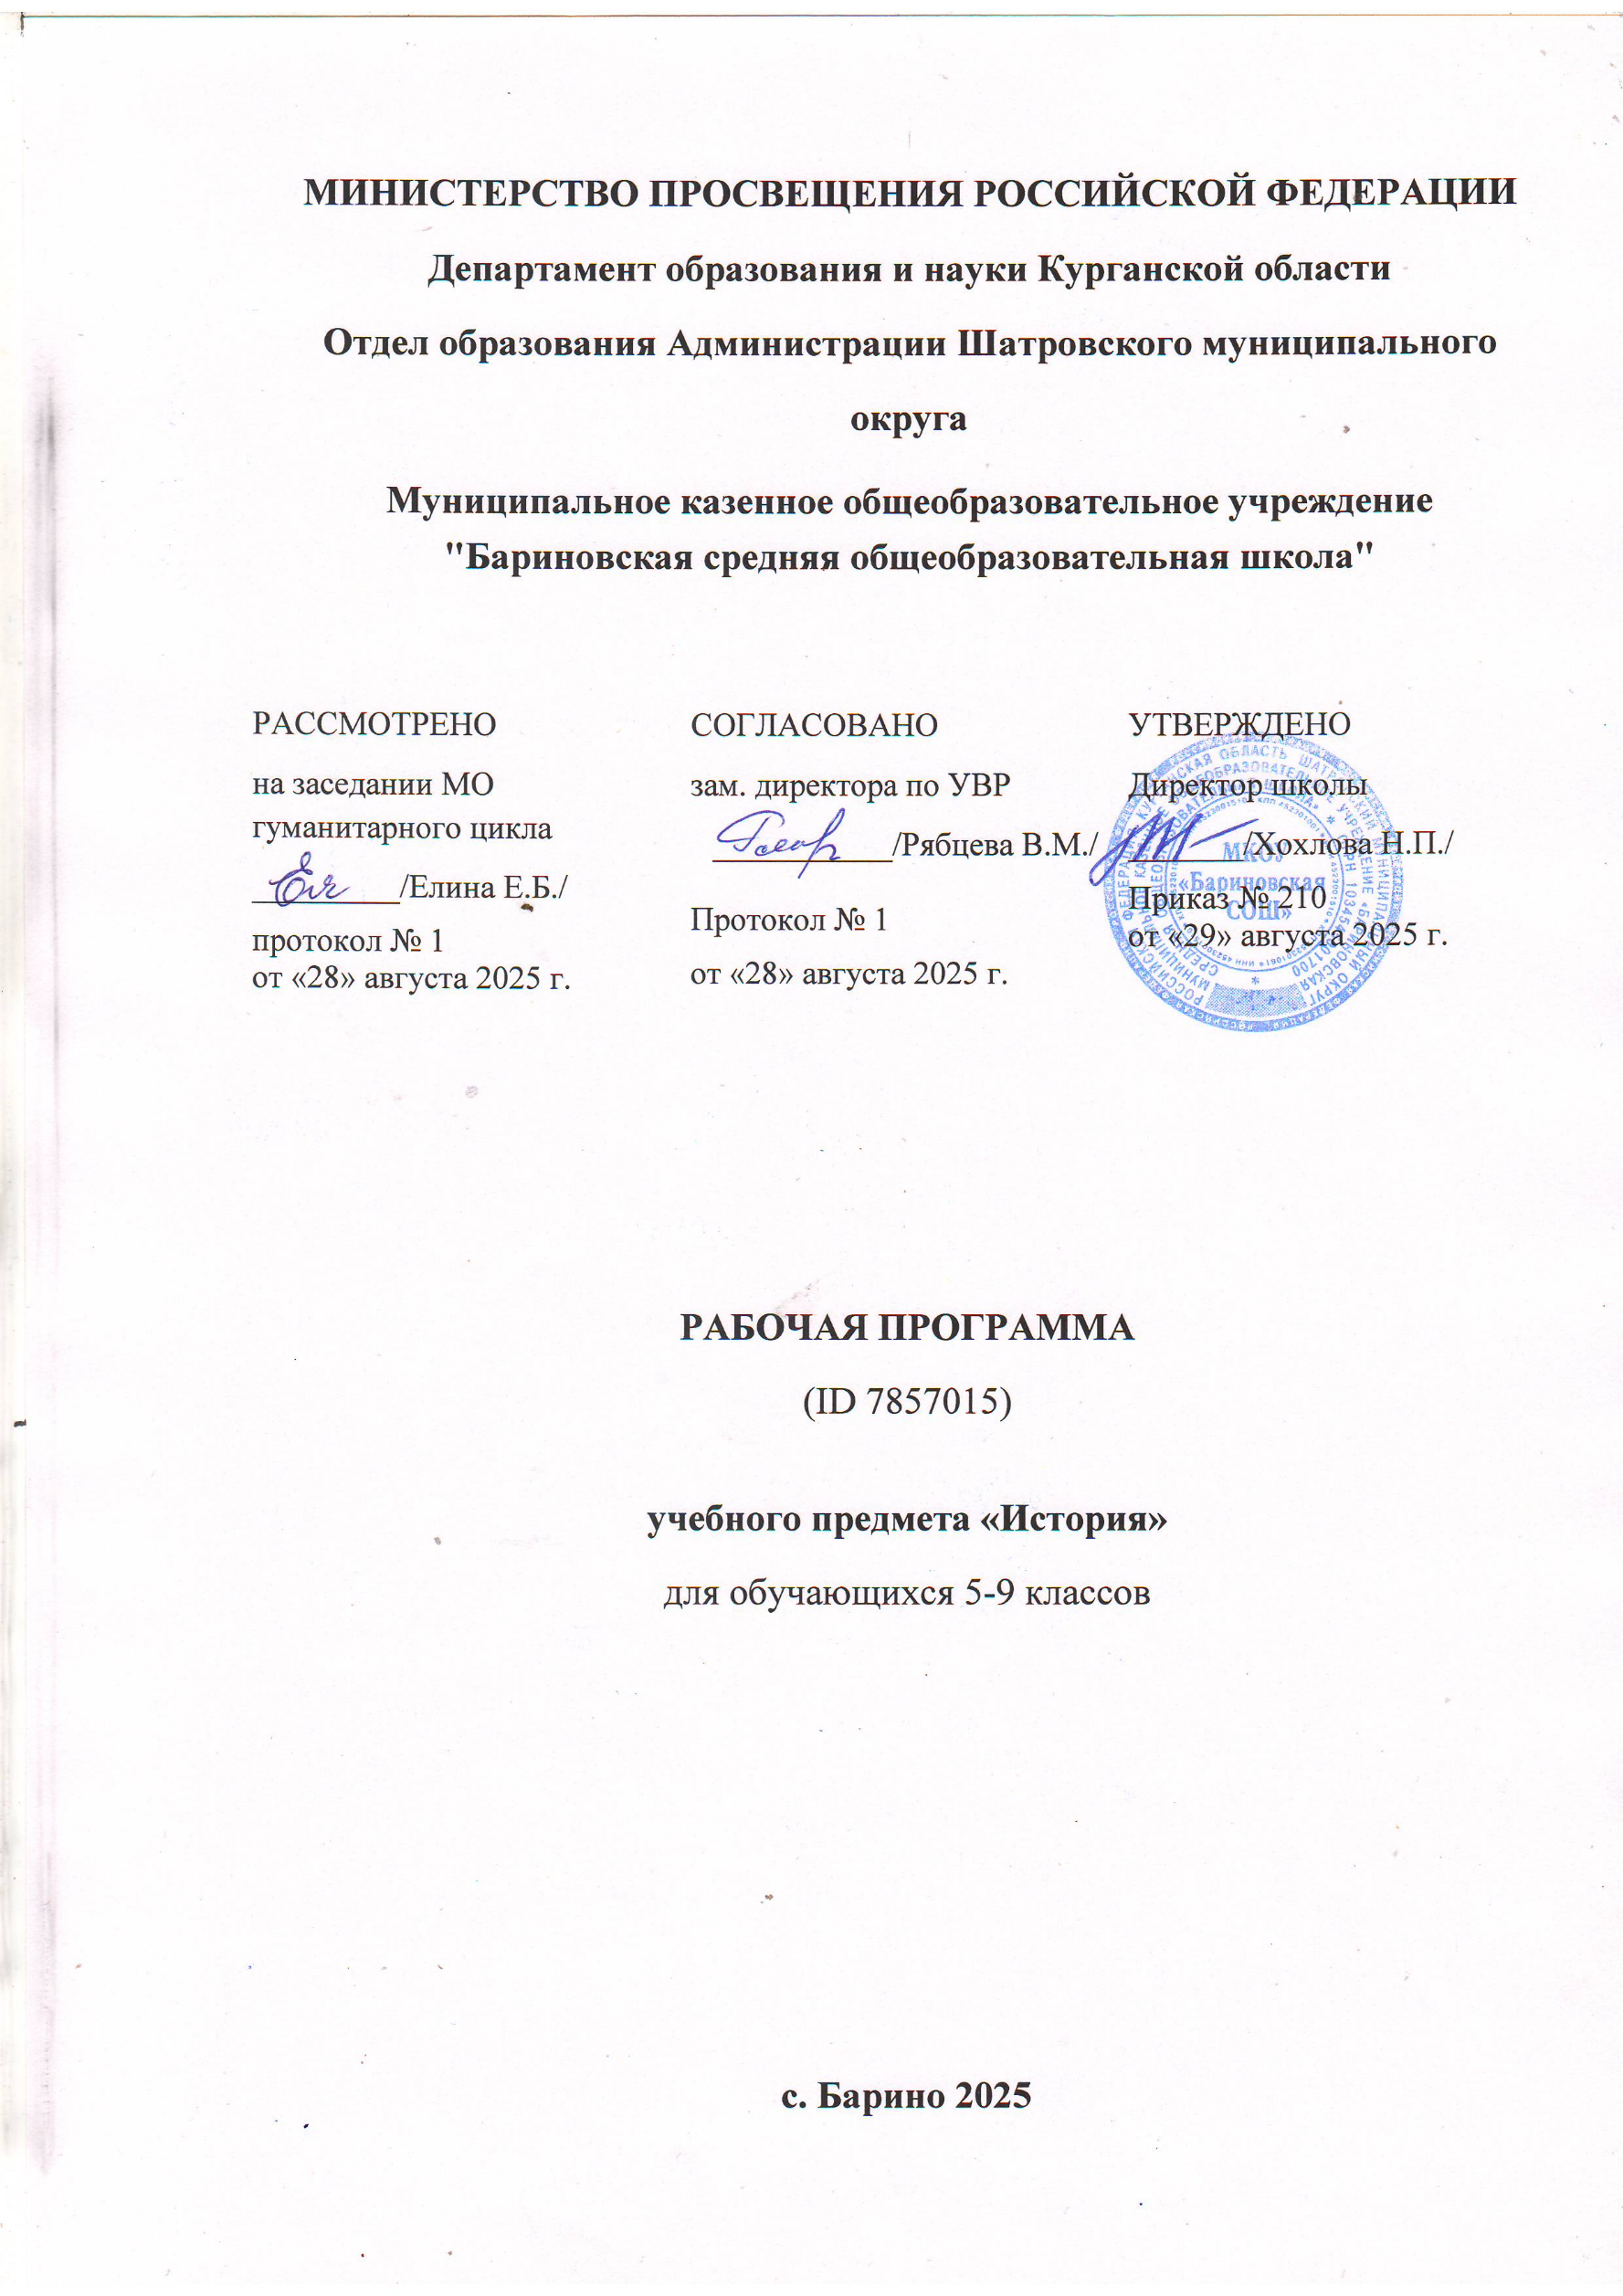 МИНИСТЕРСТВО ПРОСВЕЩЕНИЯ РОССИЙСКОЙ ФЕДЕРАЦИИ
Департамент образования и науки Курганской области
Отдел образования Администрации Шатровского муниципального
округа
Муниципальное казенное общеобразовательное учреждение
"Бариновская средняя общеобразовательная школа"
РАССМОТРЕНО
на заседании МО
гуманитарного цикла
/Елина Е.Б./
протокол № 1
от «28» августа 2025 г.
СОГЛАСОВАНО
зам. директора по УВР
/Рябцева В.М./
Протокол № 1
от «28» августа 2025 г.
УТВЕРЖДЕНО
Директор школы
/Хохлова Н.П./
Приказ № 210
от «29» августа 2025 г.
МКОУ
«Бариновская
СОШ»
РАБОЧАЯ ПРОГРАММА
(ID 7857015)
учебного предмета «История»
для обучающихся 5-9 классов
с. Барино 2025